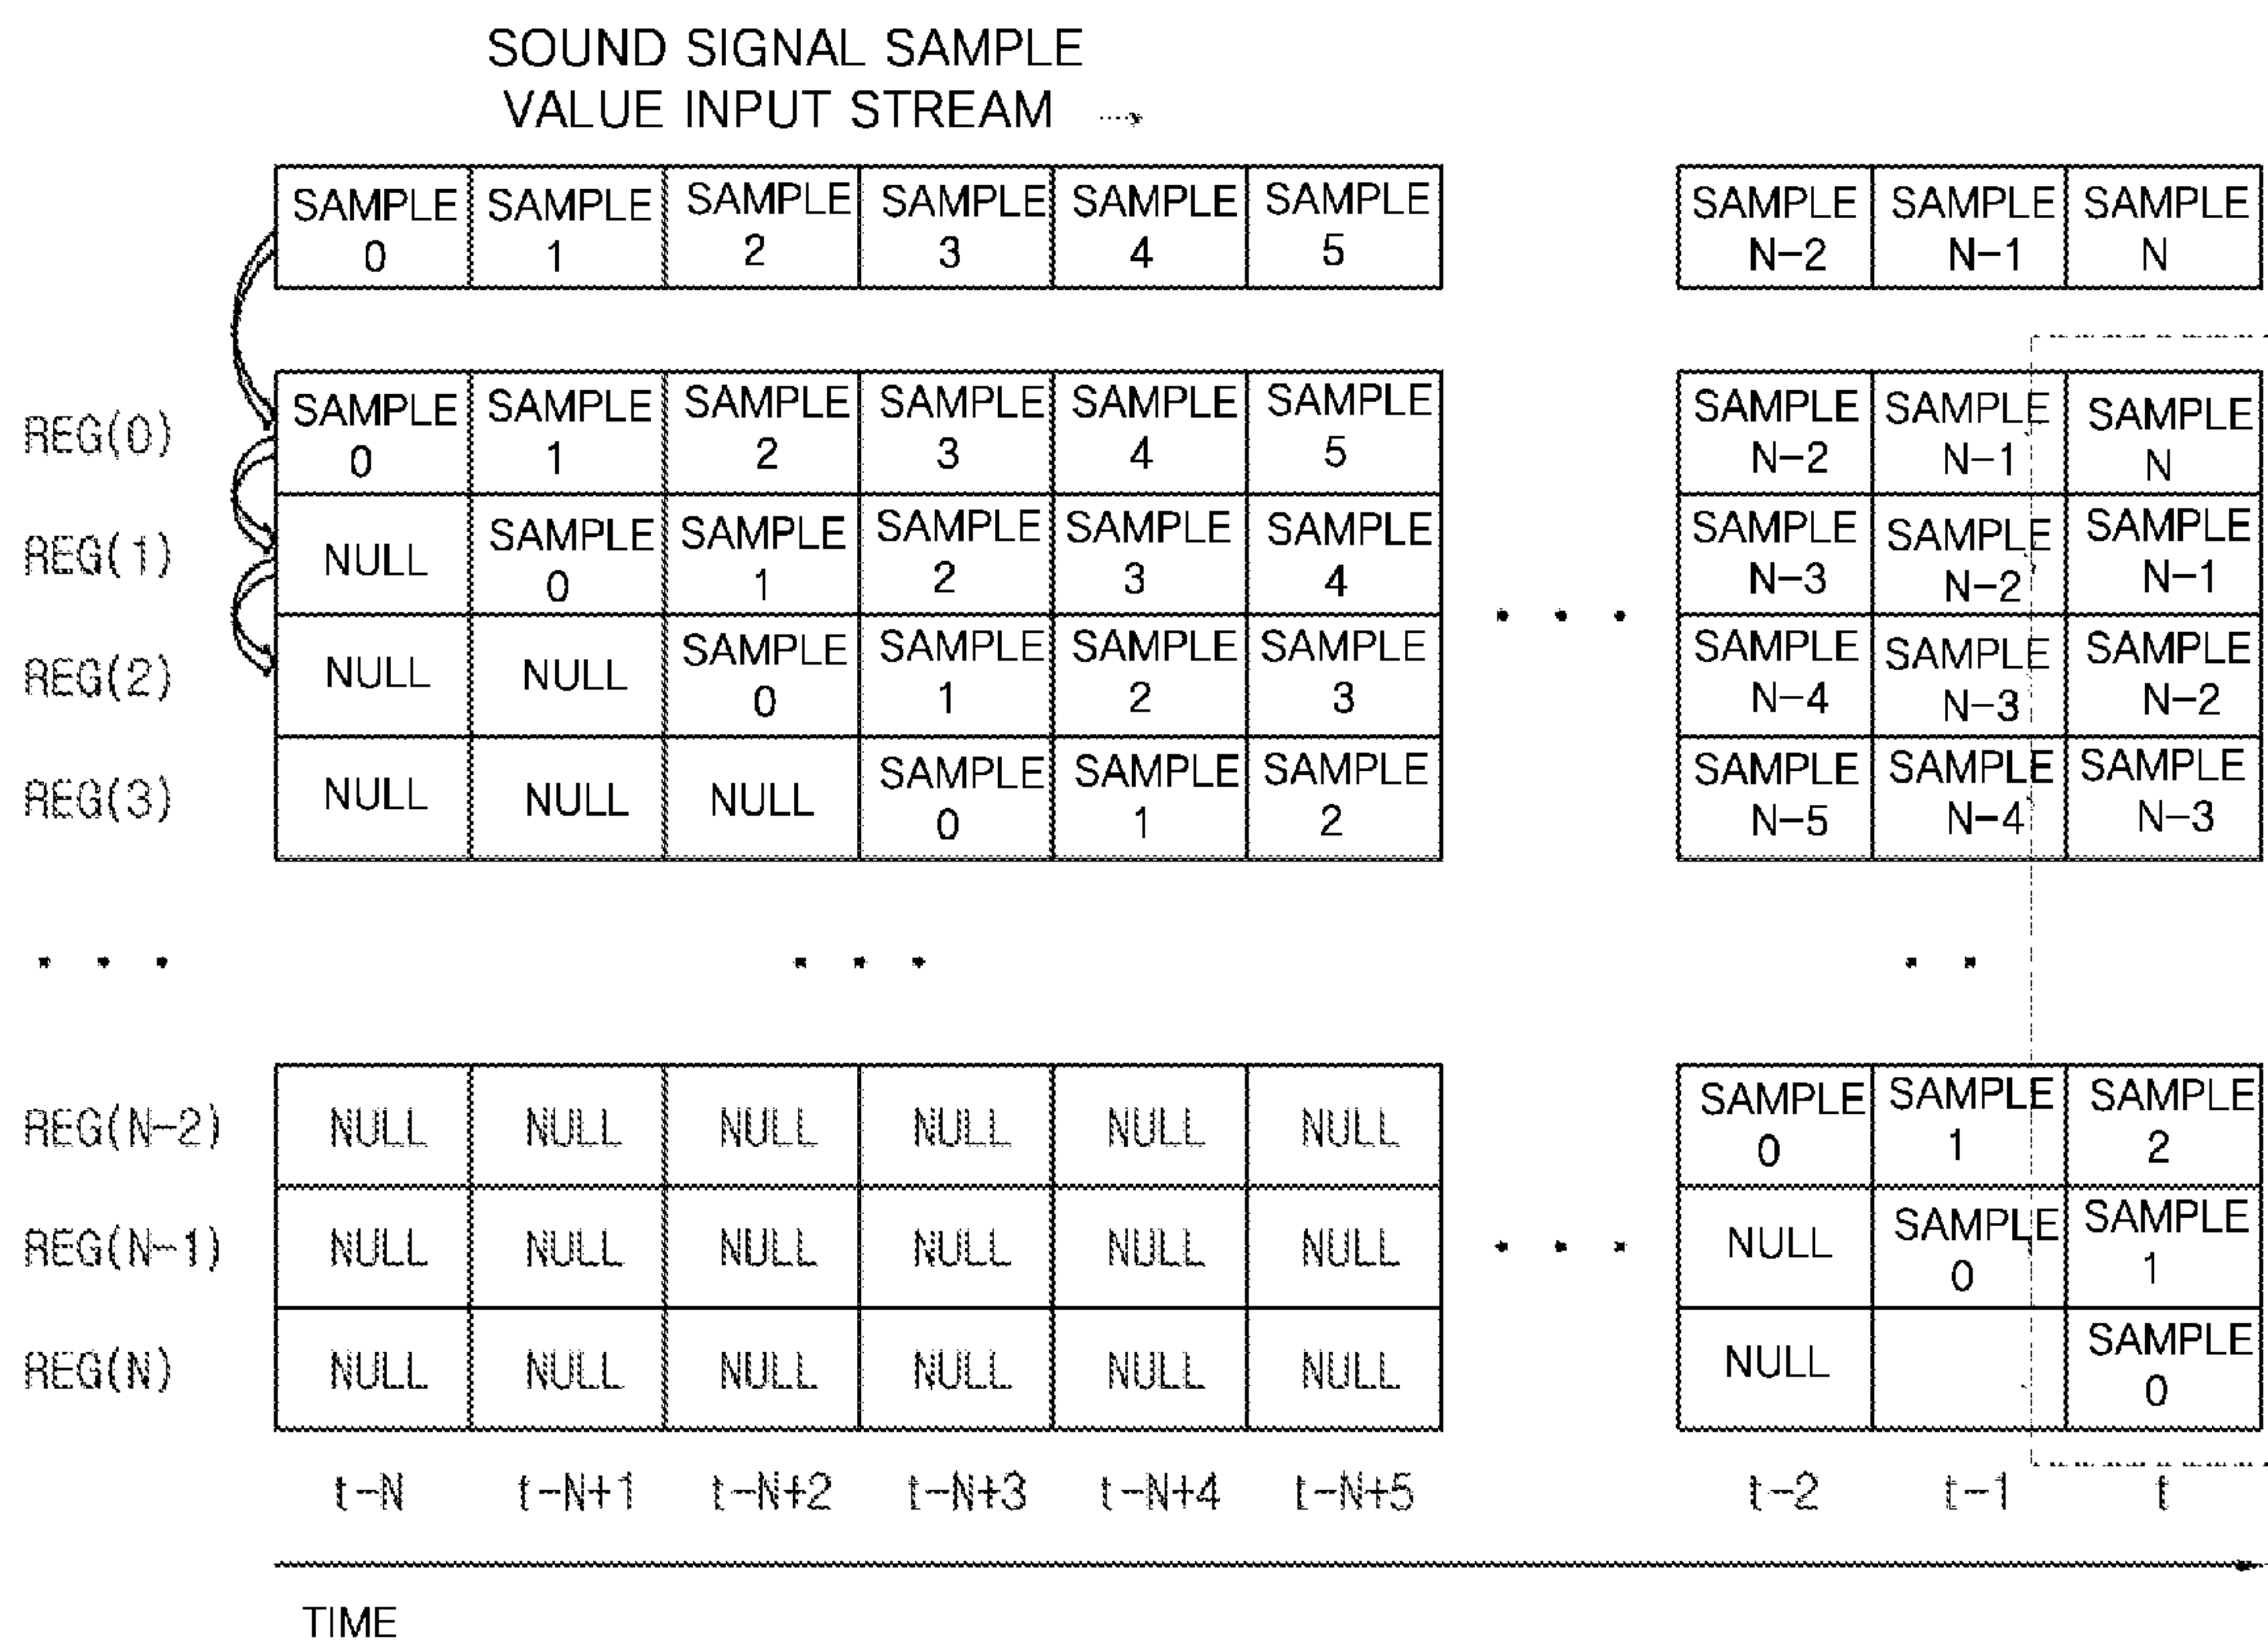 SOUND SIGNAL SAMPLE
VALUE INPUT STREAM
SAMPLE SAMPLE SAMPLE SAMPLE SAMPLE SAMPLE SAMPLE SAMPLE SAMPLE
0 1 2 3 4 5 N-2 N-1 N
REG(0) SAMPLE SAMPLE SAMPLE SAMPLE SAMPLE SAMPLE SAMPLE SAMPLE SAMPLE
0 1 2 3 4 5 N-2 N-1 N
REG(1) NULL SAMPLE SAMPLE SAMPLE SAMPLE SAMPLE SAMPLE SAMPLE SAMPLE
0 1 2 3 4 N-3 N-2 N-1
REG(2) NULL NULL SAMPLE SAMPLE SAMPLE SAMPLE SAMPLE SAMPLE SAMPLE
0 1 2 3 N-4 N-3 N-2
REG(3) NULL NULL NULL SAMPLE SAMPLE SAMPLE SAMPLE SAMPLE SAMPLE
0 1 2 N-5 N-4 N-3
REG(N-2) NULL NULL NULL NULL NULL NULL SAMPLE SAMPLE SAMPLE
0 1 2
REG(N-1) NULL NULL NULL NULL NULL NULL NULL SAMPLE SAMPLE
0 1
REG(N) NULL NULL NULL NULL NULL NULL NULL SAMPLE
0
t-N t-N+1 t-N+2 t-N+3 t-N+4 t-N+5 t-2 t-1 t
TIME